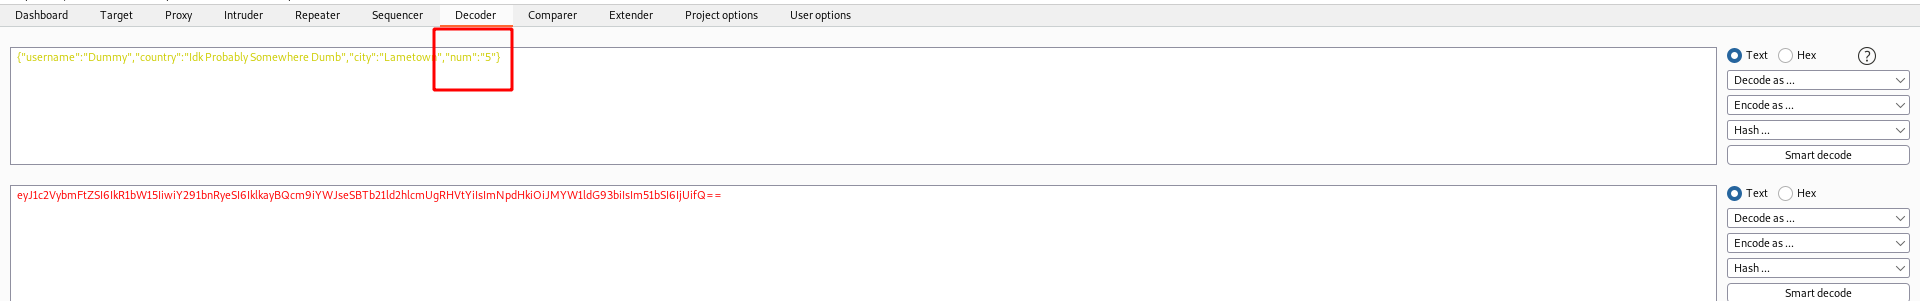 Dashboard Target Proxy Intruder Repeater Sequencer Decoder Comparer Extender Project options User options
{"username":"Dummy","country":"Idk Probably Somewhere Dumb","city":"Lametown","num":"5"}
Text Hex ?
Decode as ...
Encode as ...
Hash ...
Smart decode
eyJ1c2VybmFtZSI6IkR1bW15IiwiY291bnRyeSI6IklkayBQcm9iYWJseSBTb21ld2hlcmUgRHVtYiIsImNpdHkiOiJMYW1ldG93biIsIm51bSI6IjUifQ==
Text Hex
Decode as ...
Encode as ...
Hash ...
Smart decode